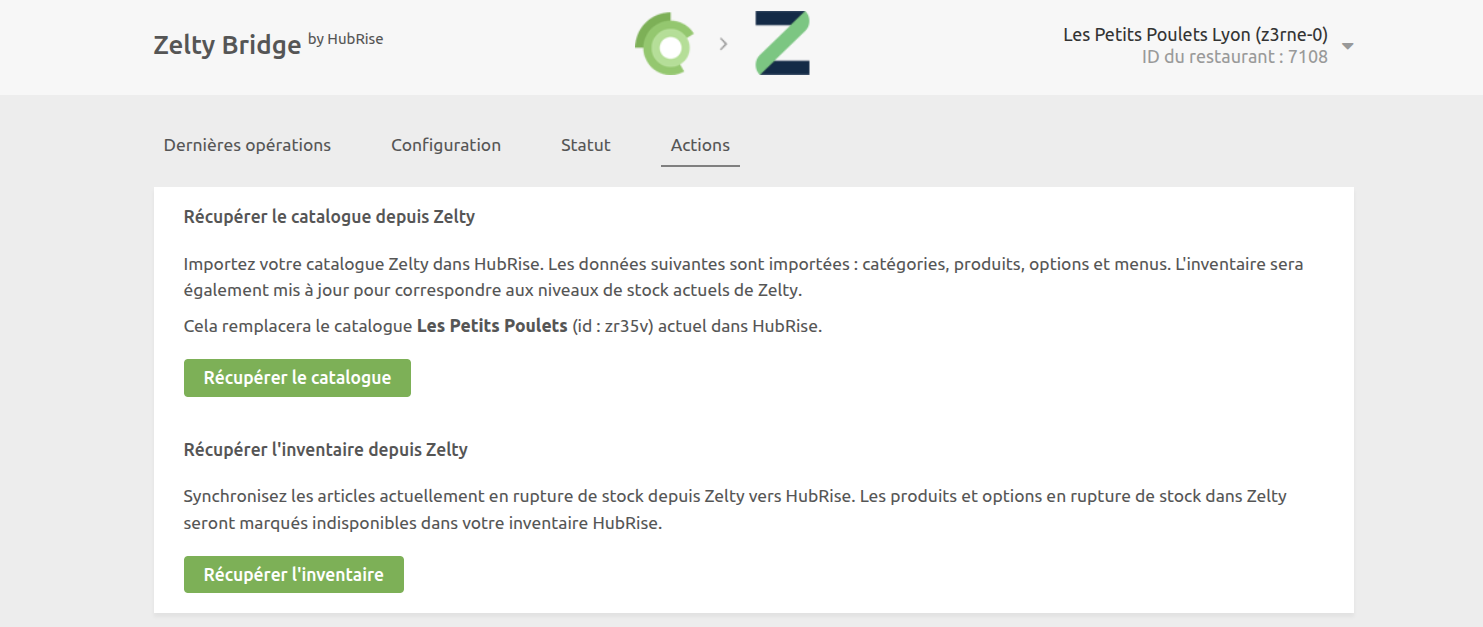 Zelty Bridge by HubRise
Les Petits Poulets Lyon (z3rne-0)
ID du restaurant : 7108
Dernières opérations Configuration Statut Actions
Récupérer le catalogue depuis Zelty
Importez votre catalogue Zelty dans HubRise. Les données suivantes sont importées : catégories, produits, options et menus. L'inventaire sera
également mis à jour pour correspondre aux niveaux de stock actuels de Zelty.
Cela remplacera le catalogue Les Petits Poulets (id : zr35v) actuel dans HubRise.
Récupérer le catalogue
Récupérer l'inventaire depuis Zelty
Synchronisez les articles actuellement en rupture de stock depuis Zelty vers HubRise. Les produits et options en rupture de stock dans Zelty
seront marqués indisponibles dans votre inventaire HubRise.
Récupérer l'inventaire